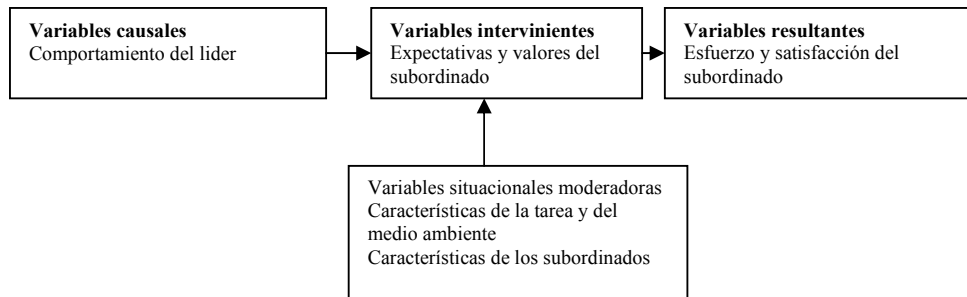 Variables causales
Comportamiento del lider
Variables intervinientes
Expectativas y valores del
subordinado
Variables resultantes
Esfuerzo y satisfacción del
subordinado
Variables situacionales moderadoras
Características de la tarea y del
medio ambiente
Características de los subordinados